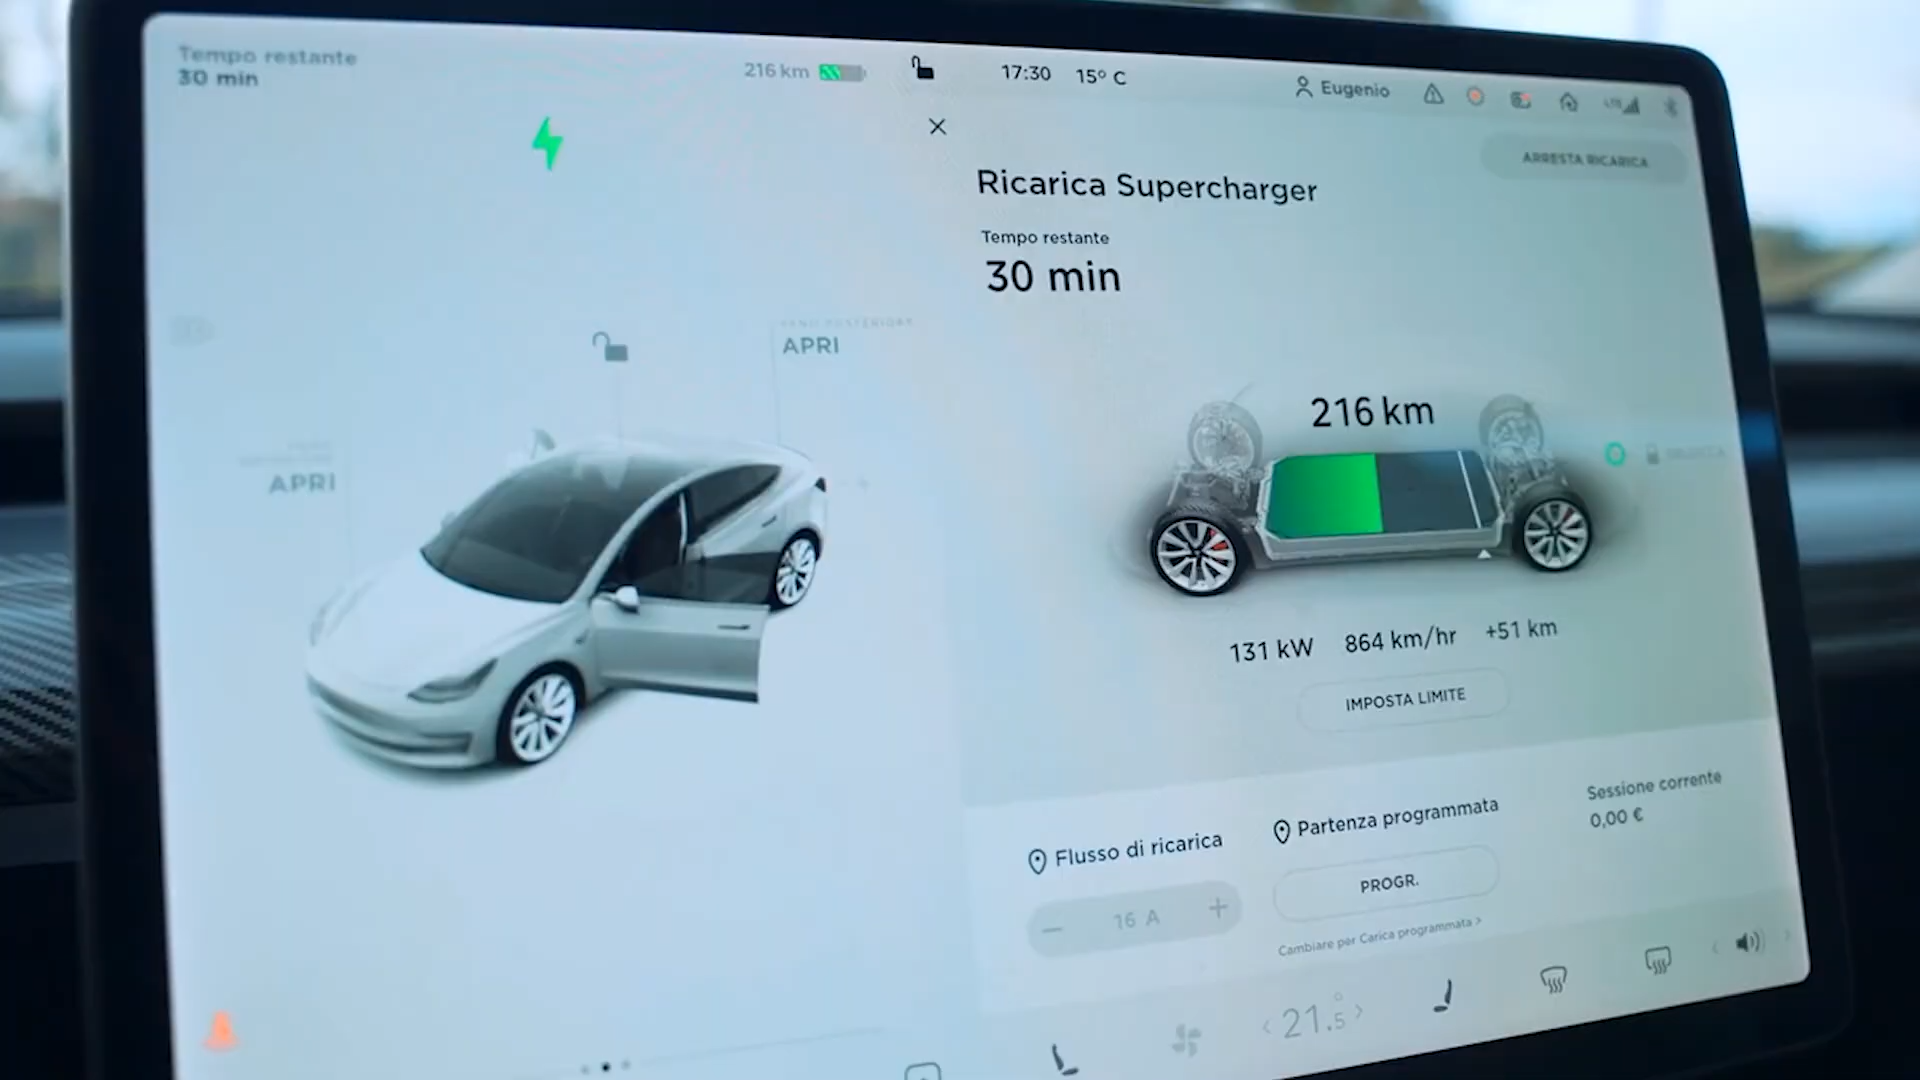 Tempo restante
30 min
216 km
17:30
15° C
Eugenio
LTE
ARRESTA RICARICA
Ricarica Supercharger
Tempo restante
30 min
APRI
APRI
216 km
131 kW
864 km/hr
+51 km
IMPOSTA LIMITE
Flusso di ricarica
16 A
Partenza programmata
PROGR.
Cambiare per Carica programmata >
Sessione corrente
0,00 €
21.5°